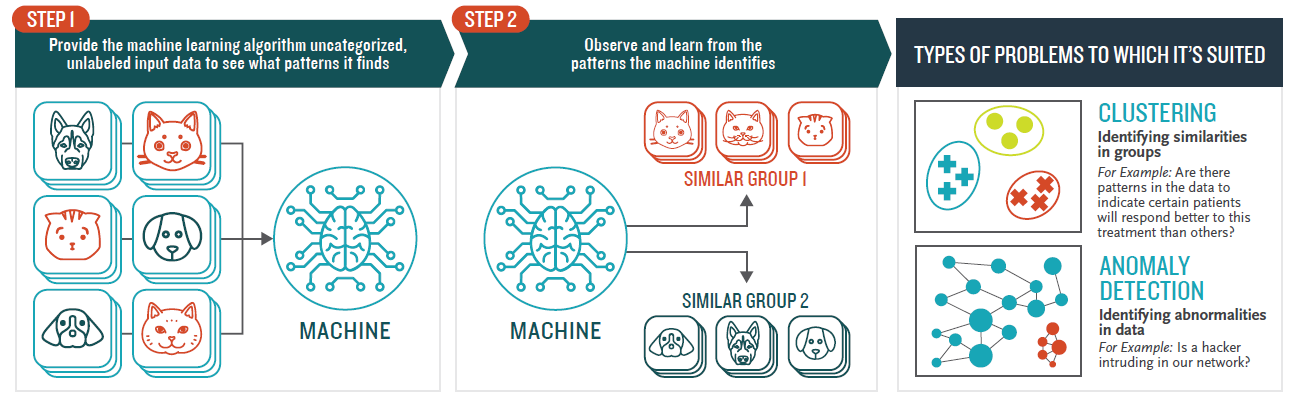 STEP 1
Provide the machine learning algorithm uncategorized,
unlabeled input data to see what patterns it finds
MACHINE
STEP 2
Observe and learn from the
patterns the machine identifies
MACHINE
SIMILAR GROUP 1
SIMILAR GROUP 2
TYPES OF PROBLEMS TO WHICH IT'S SUITED
CLUSTERING
Identifying similarities
in groups
For Example: Are there
patterns in the data to
indicate certain patients
will respond better to this
treatment than others?
ANOMALY
DETECTION
Identifying abnormalities
in data
For Example: Is a hacker
intruding in our network?